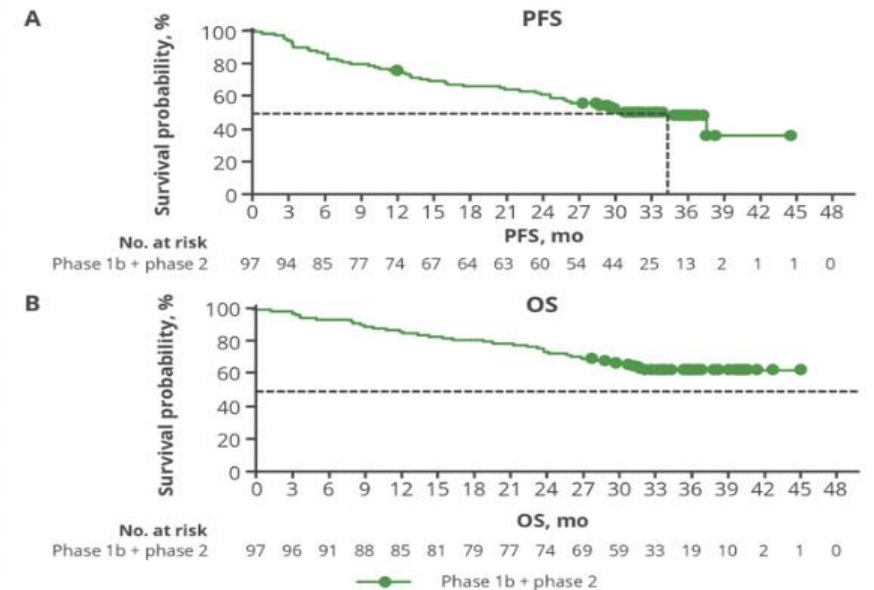 A
PFS
Survival probability, %
100
80
60
40
20
0
0 3 6 9 12 15 18 21 24 27 30 33 36 39 42 45 48
PFS, mo
No. at risk
Phase 1b + phase 2 97 94 85 77 74 67 64 63 60 54 44 25 13 2 1 1 0
B
OS
Survival probability, %
100
80
60
40
20
0
0 3 6 9 12 15 18 21 24 27 30 33 36 39 42 45 48
OS, mo
No. at risk
Phase 1b + phase 2 97 96 91 88 85 81 79 77 74 69 59 33 19 10 2 1 0
Phase 1b + phase 2